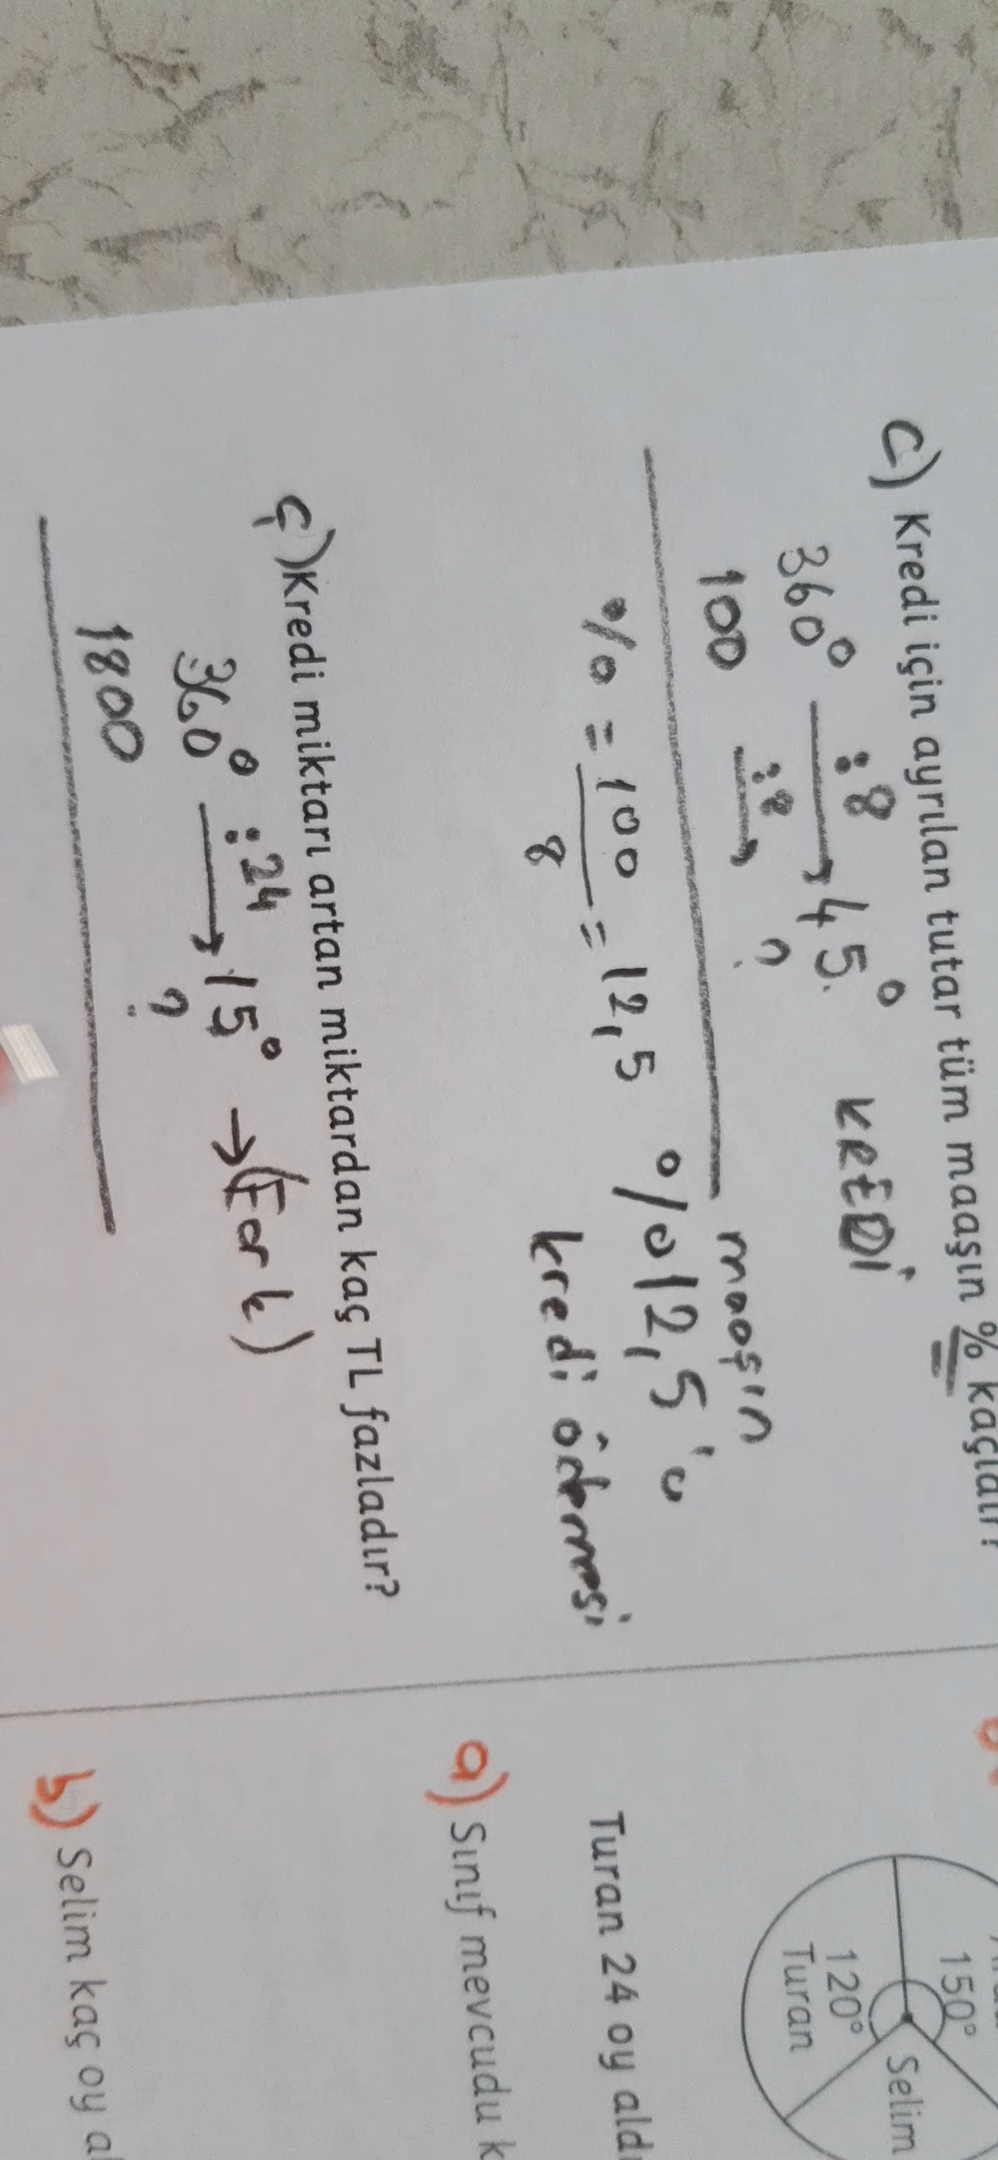 c) Kredi için ayrılan tutar tüm maaşın % kaçıdır?
360° :8 → 45° KREDİ
100 :8 → ?
% = 100/8 = 12,5
maaşın
%12,5'u
kredi ödemesi
ç) Kredi miktarı artan miktardan kaç TL fazladır?
360° :24 → 15° → (Fark)
1800 ?
150°
120°
Turan
Selim
Turan 24 oy aldı
a) Sınıf mevcudu k
b) Selim kaç oy al